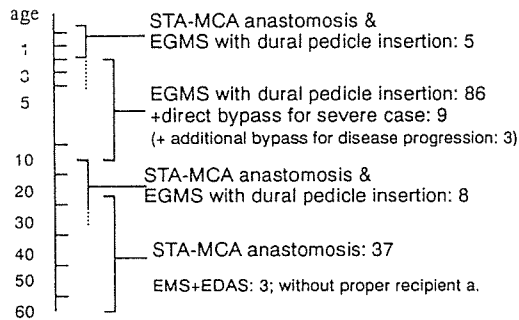 age
STA-MCA anastomosis &
EGMS with dural pedicle insertion: 5
1
3
EGMS with dural pedicle insertion: 86
5
+direct bypass for severe case: 9
(+ additional bypass for disease progression: 3)
10
STA-MCA anastomosis &
20
EGMS with dural pedicle insertion: 8
30
STA-MCA anastomosis: 37
40
50
EMS+EDAS: 3; without proper recipient a.
60